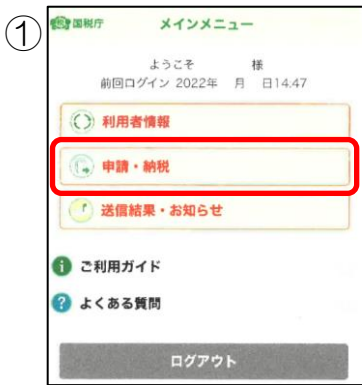 ①
国税庁 メインメニュー
ようこそ 様
前回ログイン 2022年 月 日14:47
利用者情報
申請・納税
送信結果・お知らせ
ご利用ガイド
よくある質問
ログアウト